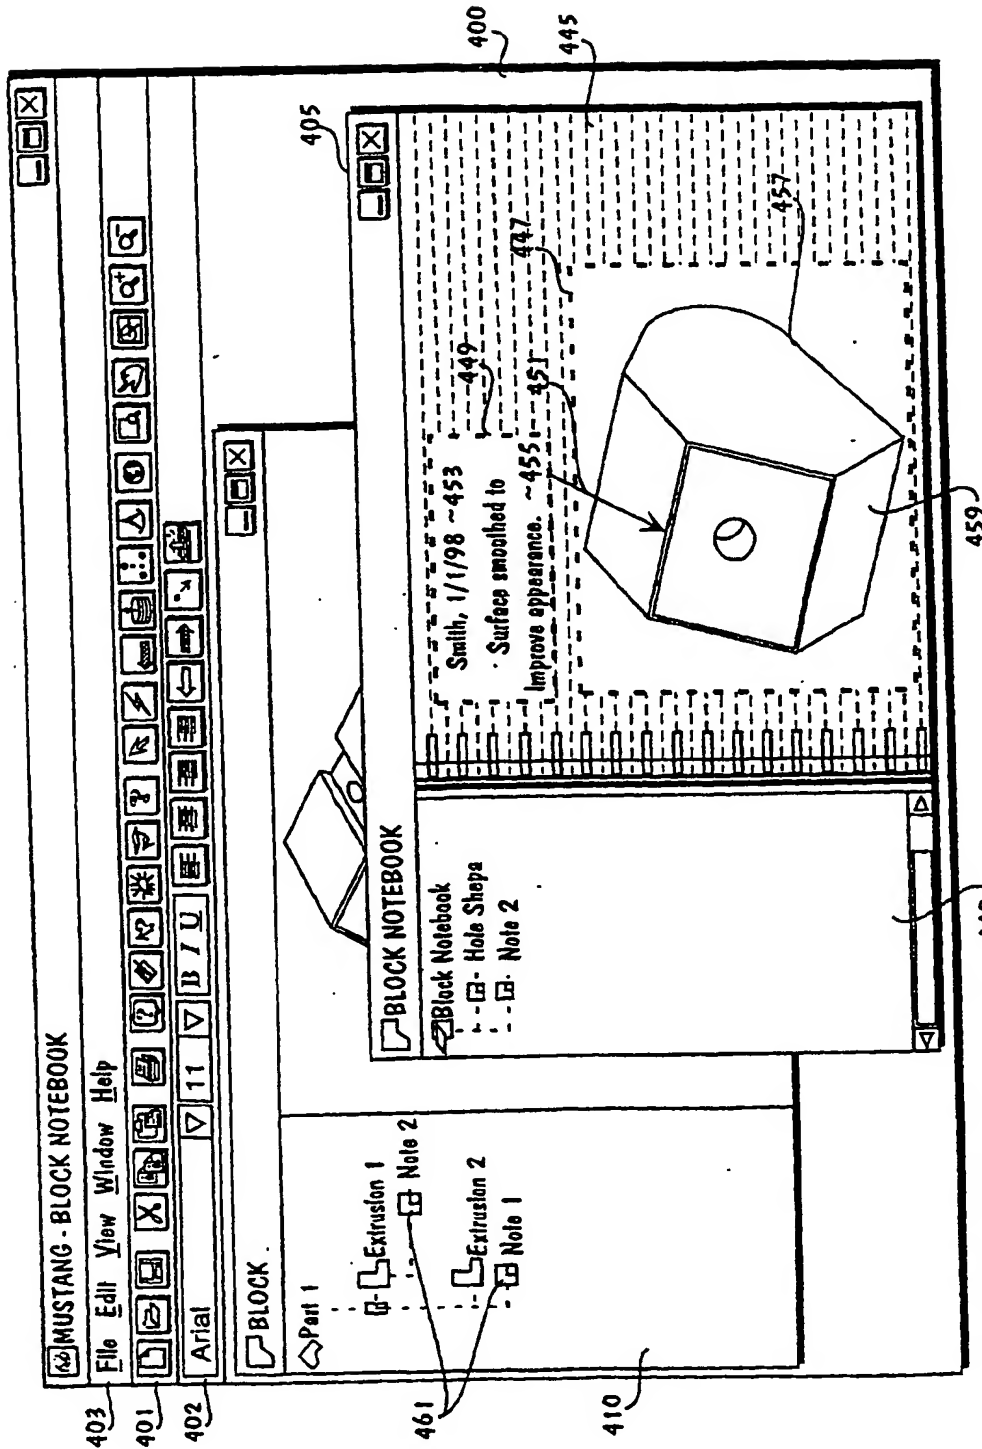 MUSTANG - BLOCK NOTEBOOK
File Edit View Window Help
Arial 11 B I U
BLOCK
Part 1
Extrusion 1
Note 2
Extrusion 2
Note 1
BLOCK NOTEBOOK
Block Notebook
Hole Shepa
Note 2
Smith, 1/1/98 ~453
Surface smoothed to
Improve appearance. ~455
403
401
402
461
410
405
400
445
447
449
451
457
459